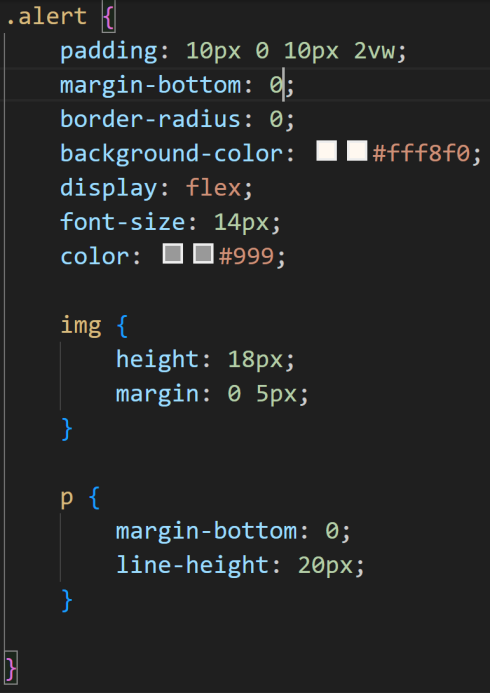 .alert {
    padding: 10px 0 10px 2vw;
    margin-bottom: 0;
    border-radius: 0;
    background-color: #fff8f0;
    display: flex;
    font-size: 14px;
    color: #999;

    img {
        height: 18px;
        margin: 0 5px;
    }

    p {
        margin-bottom: 0;
        line-height: 20px;
    }

}